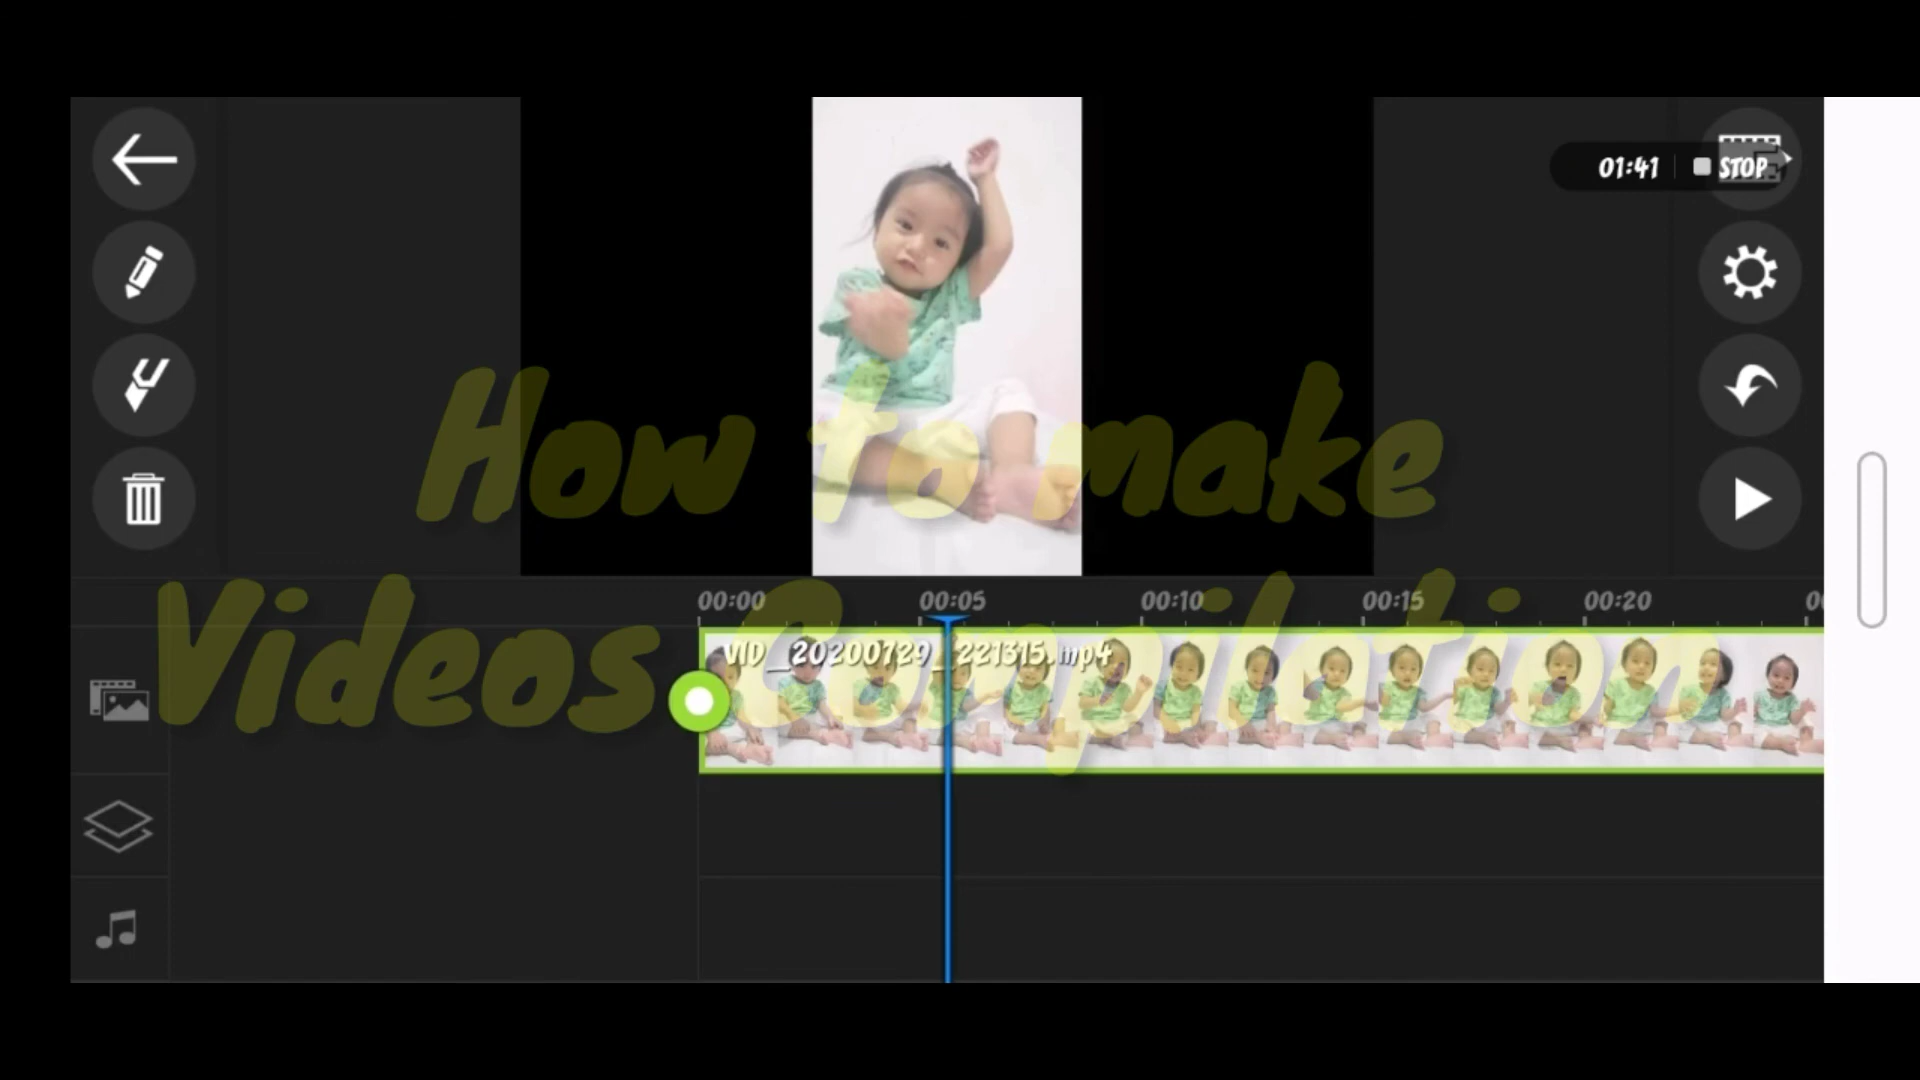 01:41 STOP
How to make
Videos Compilation
00:00 00:05 00:10 00:15 00:20
VID_20200729_221315.mp4